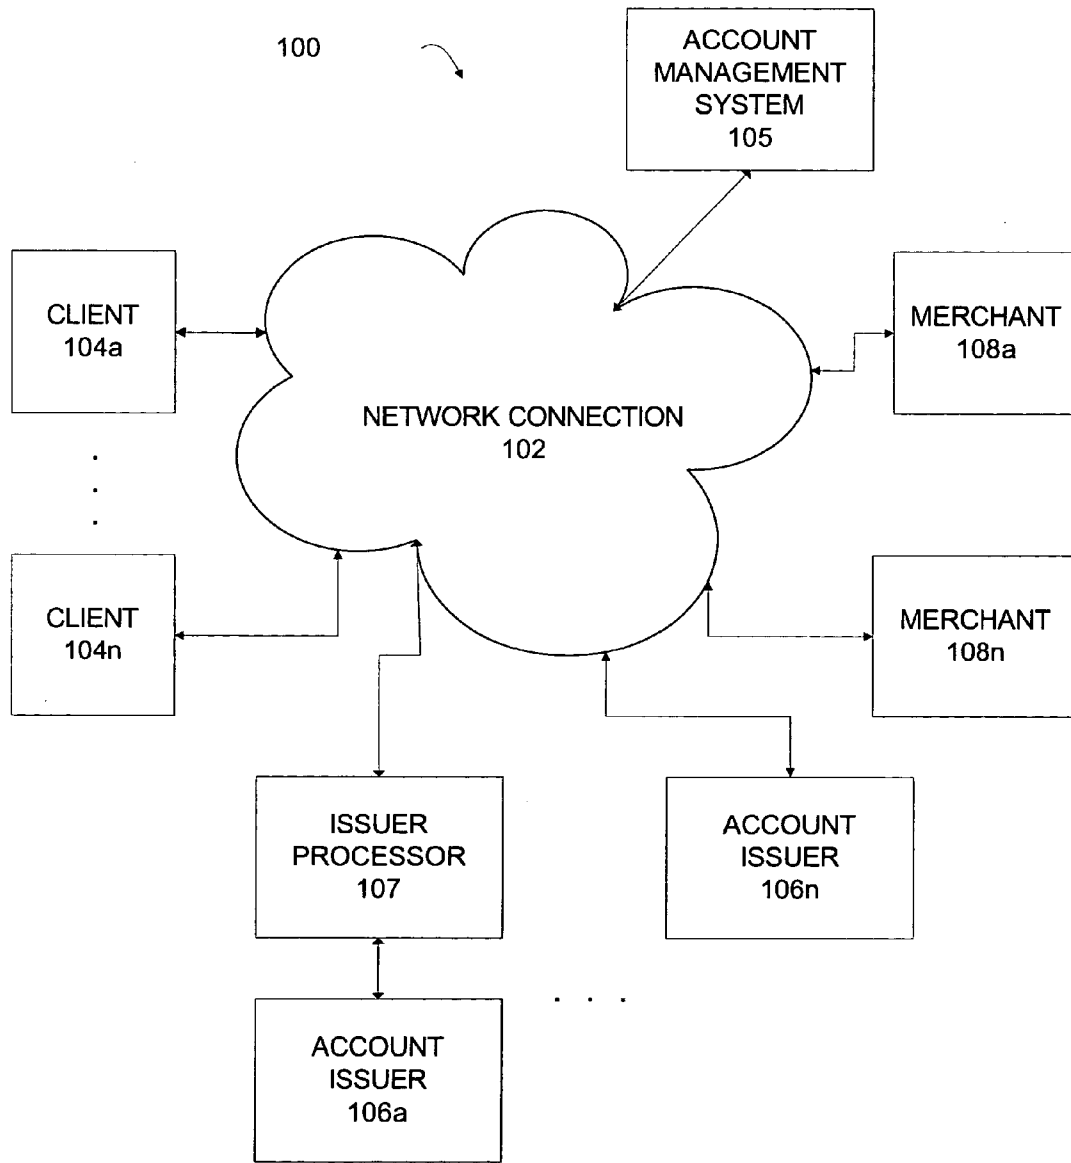 100
ACCOUNT
MANAGEMENT
SYSTEM
105
CLIENT
104a
MERCHANT
108a
NETWORK CONNECTION
102
CLIENT
104n
MERCHANT
108n
ISSUER
PROCESSOR
107
ACCOUNT
ISSUER
106n
ACCOUNT
ISSUER
106a